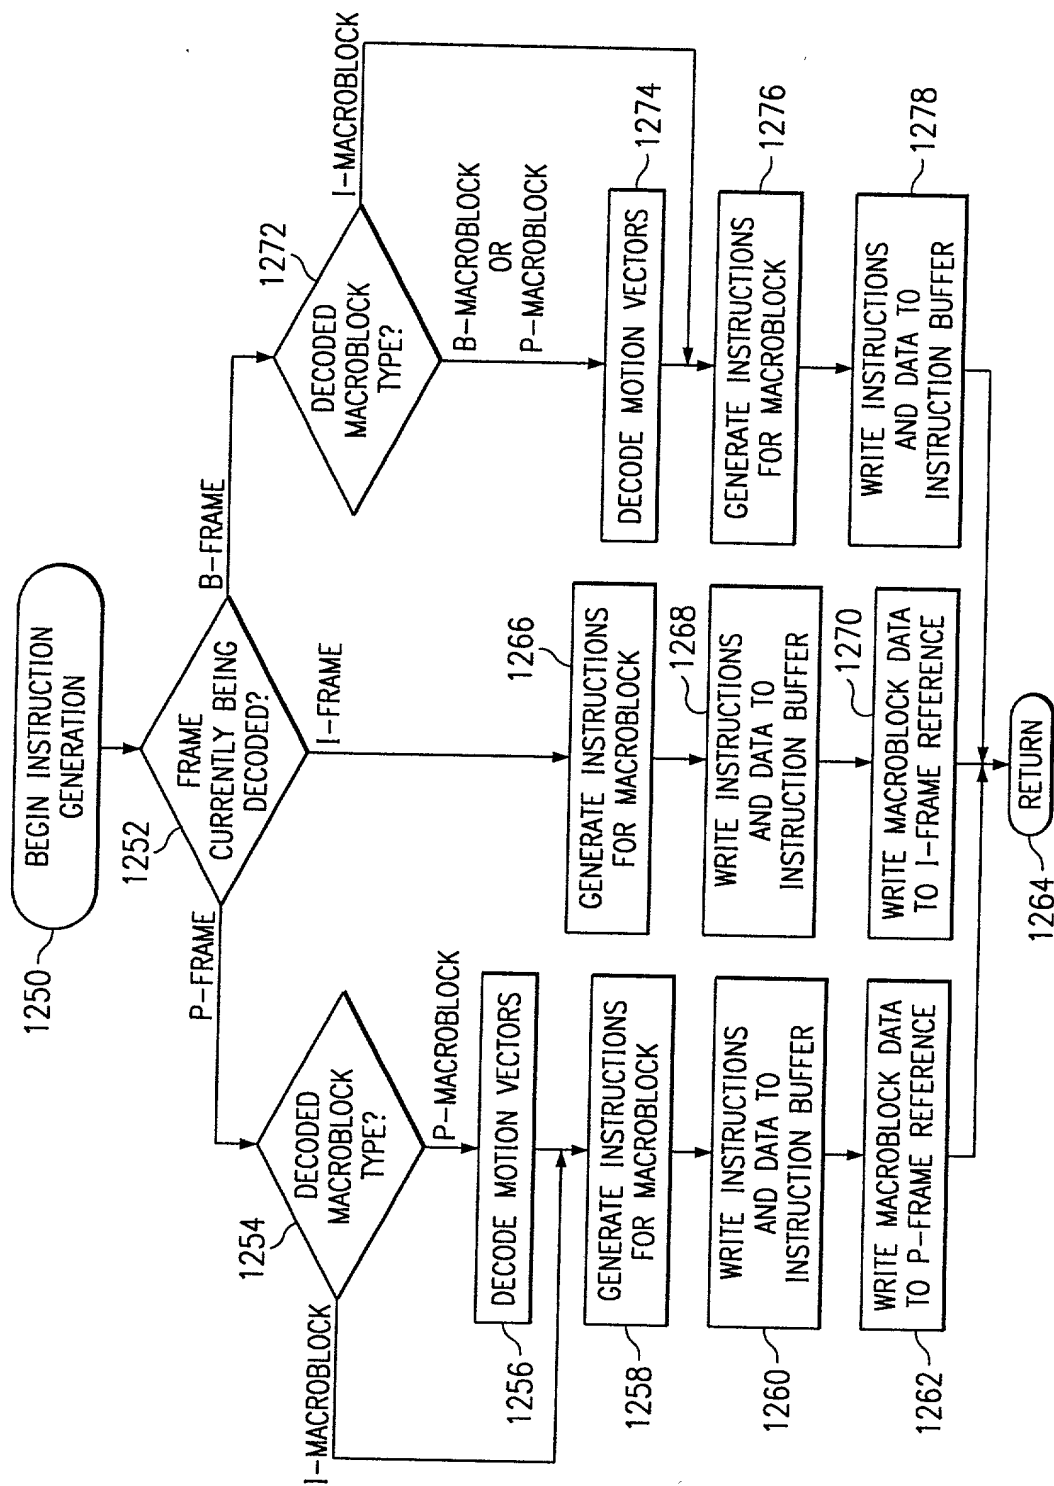 BEGIN INSTRUCTION
GENERATION
1250
FRAME
CURRENTLY BEING
DECODED?
1252
P-FRAME
I-FRAME
B-FRAME
DECODED
MACROBLOCK
TYPE?
1254
I-MACROBLOCK
P-MACROBLOCK
DECODE MOTION VECTORS
1256
GENERATE INSTRUCTIONS
FOR MACROBLOCK
1258
WRITE INSTRUCTIONS
AND DATA TO
INSTRUCTION BUFFER
1260
WRITE MACROBLOCK DATA
TO P-FRAME REFERENCE
1262
GENERATE INSTRUCTIONS
FOR MACROBLOCK
1266
WRITE INSTRUCTIONS
AND DATA TO
INSTRUCTION BUFFER
1268
WRITE MACROBLOCK DATA
TO I-FRAME REFERENCE
1270
DECODED
MACROBLOCK
TYPE?
1272
I-MACROBLOCK
B-MACROBLOCK
OR
P-MACROBLOCK
DECODE MOTION VECTORS
1274
GENERATE INSTRUCTIONS
FOR MACROBLOCK
1276
WRITE INSTRUCTIONS
AND DATA TO
INSTRUCTION BUFFER
1278
RETURN
1264